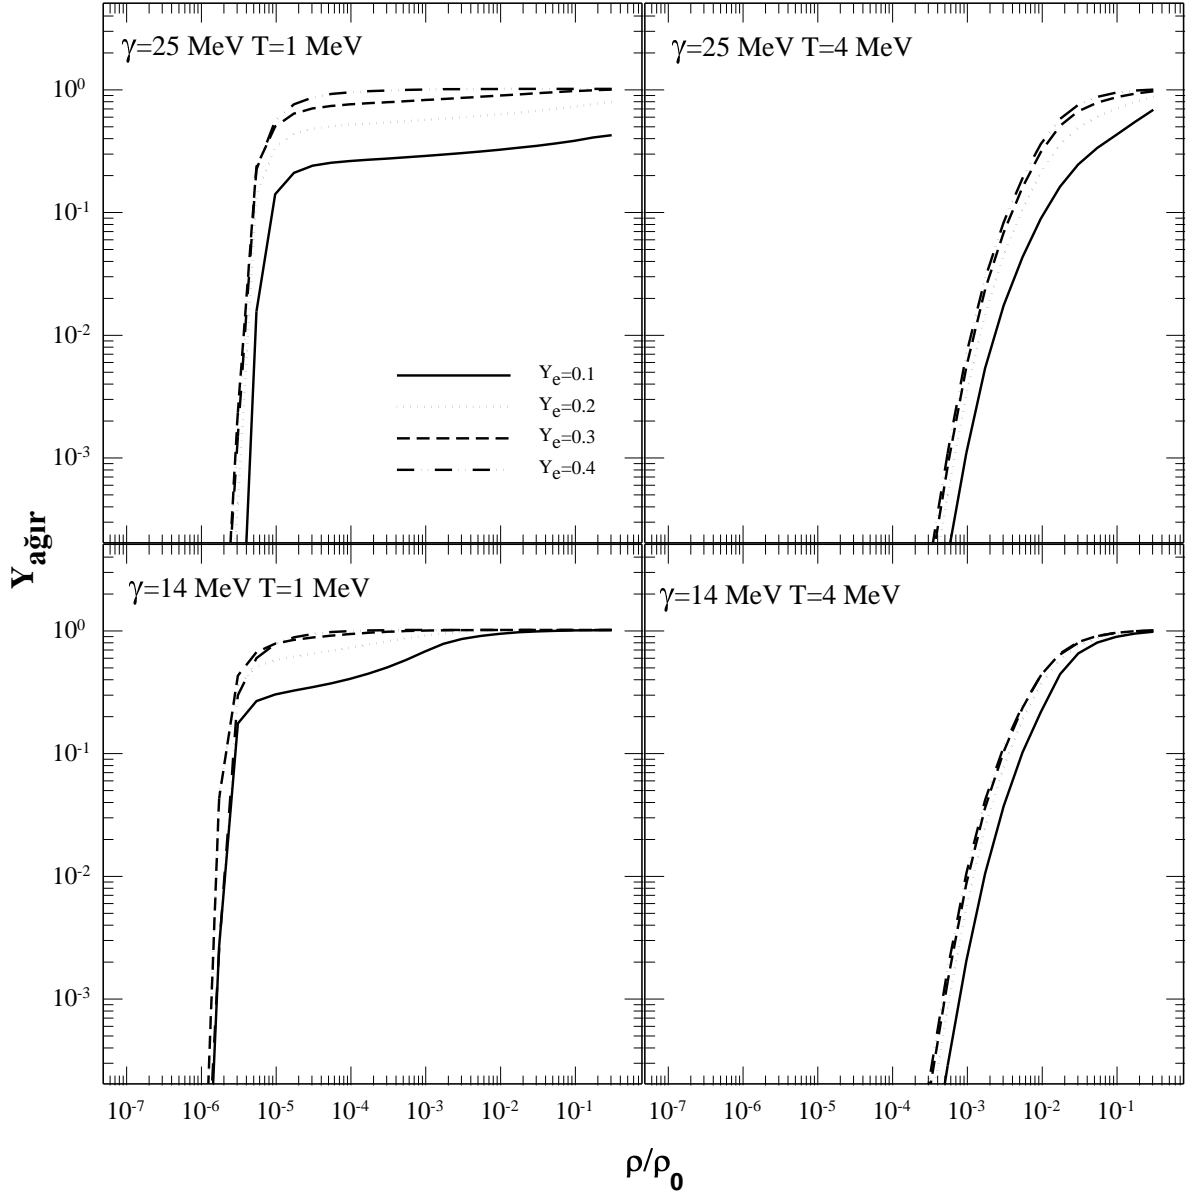 γ=25 MeV T=1 MeV
γ=25 MeV T=4 MeV
10^0
10^-1
10^-2
10^-3
Y_e=0.1
Y_e=0.2
Y_e=0.3
Y_e=0.4
Y_ağır
γ=14 MeV T=1 MeV
γ=14 MeV T=4 MeV
10^0
10^-1
10^-2
10^-3
10^-7 10^-6 10^-5 10^-4 10^-3 10^-2 10^-1 10^-7 10^-6 10^-5 10^-4 10^-3 10^-2 10^-1
ρ/ρ_0